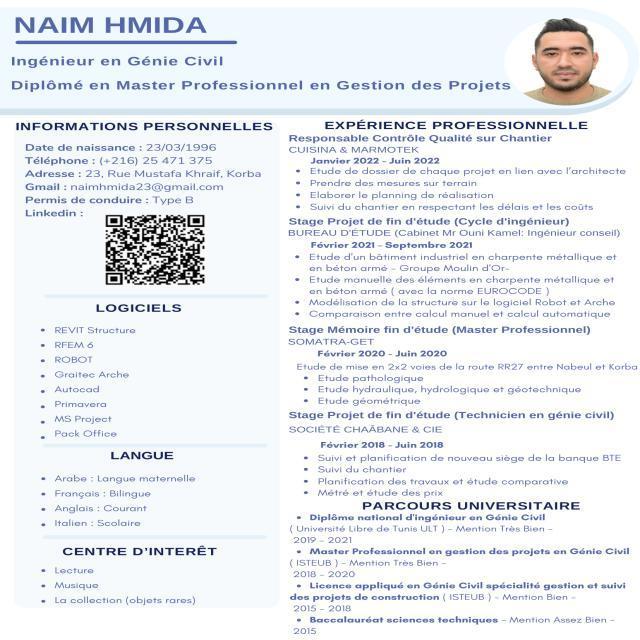 NAIM HMIDA
Ingénieur en Génie Civil
Diplômé en Master Professionnel en Gestion des Projets
INFORMATIONS PERSONNELLES
Date de naissance : 23/03/1996
Téléphone : (+216) 25 471 375
Adresse : 23, Rue Mustafa Khraif, Korba
Gmail : naimhmida23@gmail.com
Permis de conduire : Type B
Linkedin :
LOGICIELS
• REVIT Structure
• RFEM 6
• ROBOT
• Graitec Arche
• Autocad
• Primavera
• MS Project
• Pack Office
LANGUE
• Arabe : Langue maternelle
• Français : Bilingue
• Anglais : Courant
• Italien : Scolaire
CENTRE D'INTERÊT
• Lecture
• Musique
• La collection (objets rares)
EXPÉRIENCE PROFESSIONNELLE
Responsable Contrôle Qualité sur Chantier
CUISINA & MARMOTEK
Janvier 2022 - Juin 2022
• Etude de dossier de chaque projet en lien avec l'architecte
• Prendre des mesures sur terrain
• Elaborer le planning de réalisation
• Suivi du chantier en respectant les délais et les coûts
Stage Projet de fin d'étude (Cycle d'ingénieur)
BUREAU D'ÉTUDE (Cabinet Mr Ouni Kamel: Ingénieur conseil)
Février 2021 - Septembre 2021
• Etude d'un bâtiment industriel en charpente métallique et
en béton armé – Groupe Moulin d'Or-
• Etude manuelle des éléments en charpente métallique et
en béton armé ( avec la norme EUROCODE )
• Modélisation de la structure sur le logiciel Robot et Arche
• Comparaison entre calcul manuel et calcul automatique
Stage Mémoire fin d'étude (Master Professionnel)
SOMATRA-GET
Février 2020 - Juin 2020
Etude de mise en 2x2 voies de la route RR27 entre Nabeul et Korba
• Etude pathologique
• Etude hydraulique, hydrologique et géotechnique
• Etude géométrique
Stage Projet de fin d'étude (Technicien en génie civil)
SOCIÉTÉ CHAÂBANE & CIE
Février 2018 - Juin 2018
• Suivi et planification de nouveau siège de la banque BTE
• Suivi du chantier
• Planification des travaux et étude comparative
• Métré et étude des prix
PARCOURS UNIVERSITAIRE
• Diplôme national d'ingénieur en Génie Civil
( Université Libre de Tunis ULT ) – Mention Très Bien –
2019 - 2021
• Master Professionnel en gestion des projets en Génie Civil
( ISTEUB ) – Mention Très Bien –
2018 - 2020
• Licence appliqué en Génie Civil spécialité gestion et suivi
des projets de construction ( ISTEUB ) - Mention –
2015 - 2018
• Baccalauréat sciences techniques – Mention Assez Bien –
2015